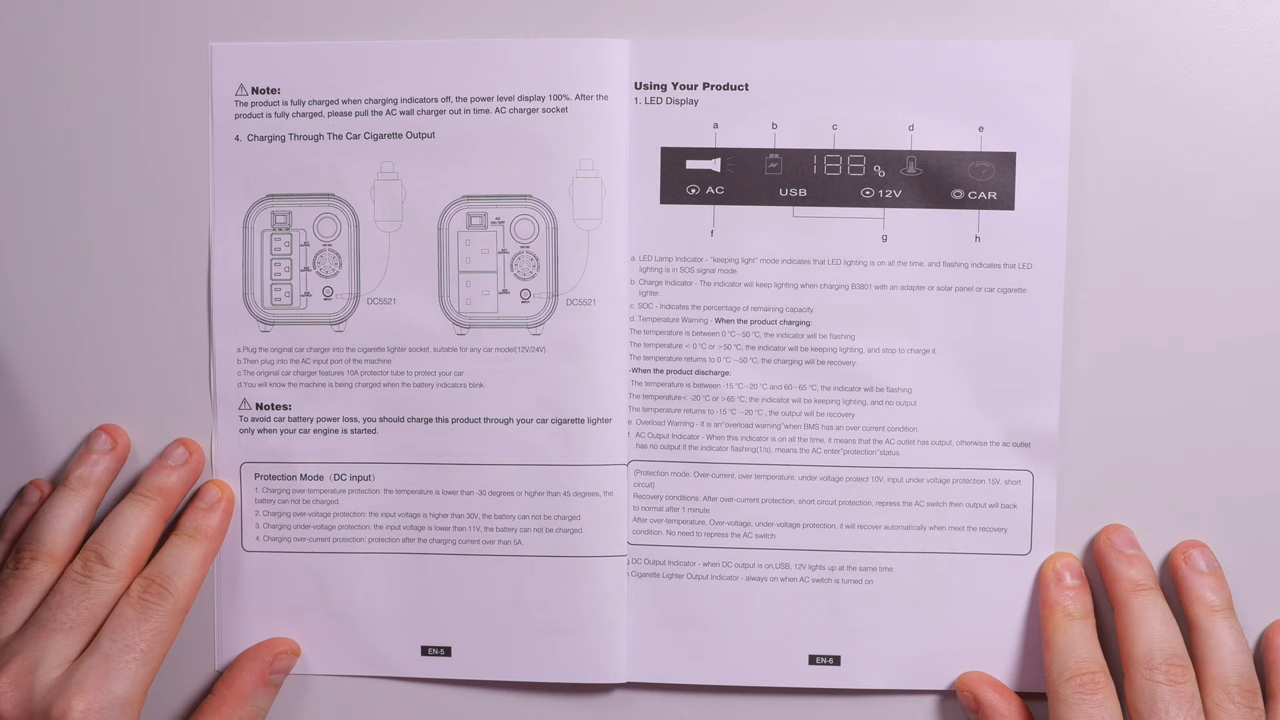 Note:
The product is fully charged when charging indicators off, the power level display 100%. After the
product is fully charged, please pull the AC wall charger out in time. AC charger socket
4. Charging Through The Car Cigarette Output
DC5521
INPUT
AC
ON / OFF
DC5521
INPUT
a.Plug the original car charger into the cigarette lighter socket, suitable for any car model(12V/24V).
b.Then plug into the AC input port of the machine.
c.The original car charger features 10A protector tube to protect your car.
d.You will know the machine is being charged when the battery indicators blink.
Notes:
To avoid car battery power loss, you should charge this product through your car cigarette lighter
only when your car engine is started.
Protection Mode（DC input）
1. Charging over-temperature protection: the temperature is lower than -30 degrees or higher than 45 degrees, the
battery can not be charged.
2. Charging over-voltage protection: the input voltage is higher than 30V, the battery can not be charged.
3. Charging under-voltage protection: the input voltage is lower than 11V, the battery can not be charged.
4. Charging over-current protection: protection after the charging current over than 5A.
EN-5
Using Your Product
1. LED Display
a b c d e
188 %
AC USB 12V CAR
f g h
a. LED Lamp Indicator - "keeping light" mode indicates that LED lighting is on all the time, and flashing indicates that LED
lighting is in SOS signal mode.
b. Charge Indicator - The indicator will keep lighting when charging B3801 with an adapter or solar panel or car cigarette
lighter.
c. SOC - Indicates the percentage of remaining capacity.
d. Temperature Warning - When the product charging:
The temperature is between 0 °C~50 °C, the indicator will be flashing.
The temperature < 0 °C or >50 °C, the indicator will be keeping lighting, and stop to charge it.
The temperature returns to 0 °C ~50 °C, the charging will be recovery.
-When the product discharge:
The temperature is between -15 °C~20 °C and 60~65 °C, the indicator will be flashing
The temperature< -20 °C or >65 °C, the indicator will be keeping lighting, and no output.
The temperature returns to -15 °C ~20 °C , the output will be recovery
e. Overload Warning - It is an"overload warning"when BMS has an over current condition.
f. AC Output Indicator - When this indicator is on all the time, it means that the AC outlet has output, otherwise the ac outlet
has no output.If the indicator flashing(1/s), means the AC enter"protection"status.
(Protection mode: Over-current, over temperature, under voltage protect 10V, input under voltage protection 15V, short
circuit)
Recovery conditions: After over-current protection, short circuit protection, repress the AC switch then output will back
to normal after 1 minute
After over-temperature, Over-voltage, under-voltage protection, it will recover automatically when meet the recovery
condition. No need to repress the AC switch
DC Output Indicator - when DC output is on,USB, 12V lights up at the same time.
Cigarette Lighter Output Indicator - always on when AC switch is turned on
EN-6